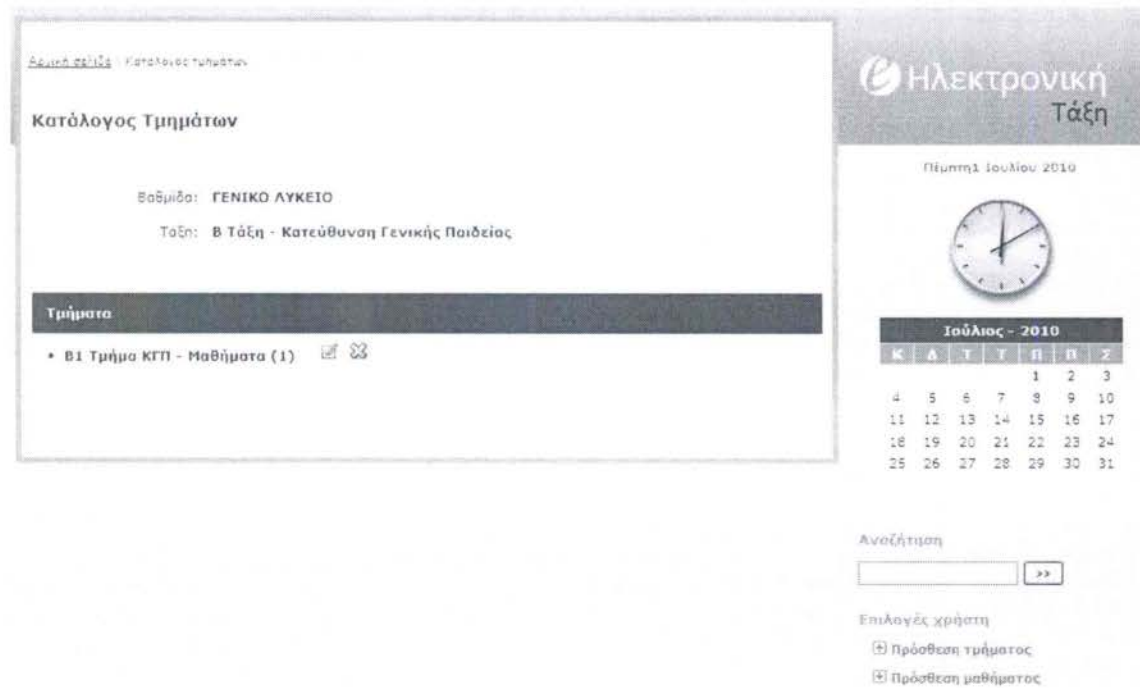 Αρχική σελίδα \ Κατάλογος τμημάτων
Κατάλογος Τμημάτων
Βαθμίδα: ΓΕΝΙΚΟ ΛΥΚΕΙΟ
Τάξη: Β Τάξη - Κατεύθυνση Γενικής Παιδείας
Τμήματα
• Β1 Τμήμα ΚΓΠ - Μαθήματα (1)
Ηλεκτρονική
Τάξη
Πέμπτη1 Ιουλίου 2010
Ιούλιος - 2010
Κ Δ Τ Τ Π Π Σ
1 2 3
4 5 6 7 8 9 10
11 12 13 14 15 16 17
18 19 20 21 22 23 24
25 26 27 28 29 30 31
Αναζήτηση
>>
Επιλογές χρήστη
Πρόσθεση τμήματος
Πρόσθεση μαθήματος